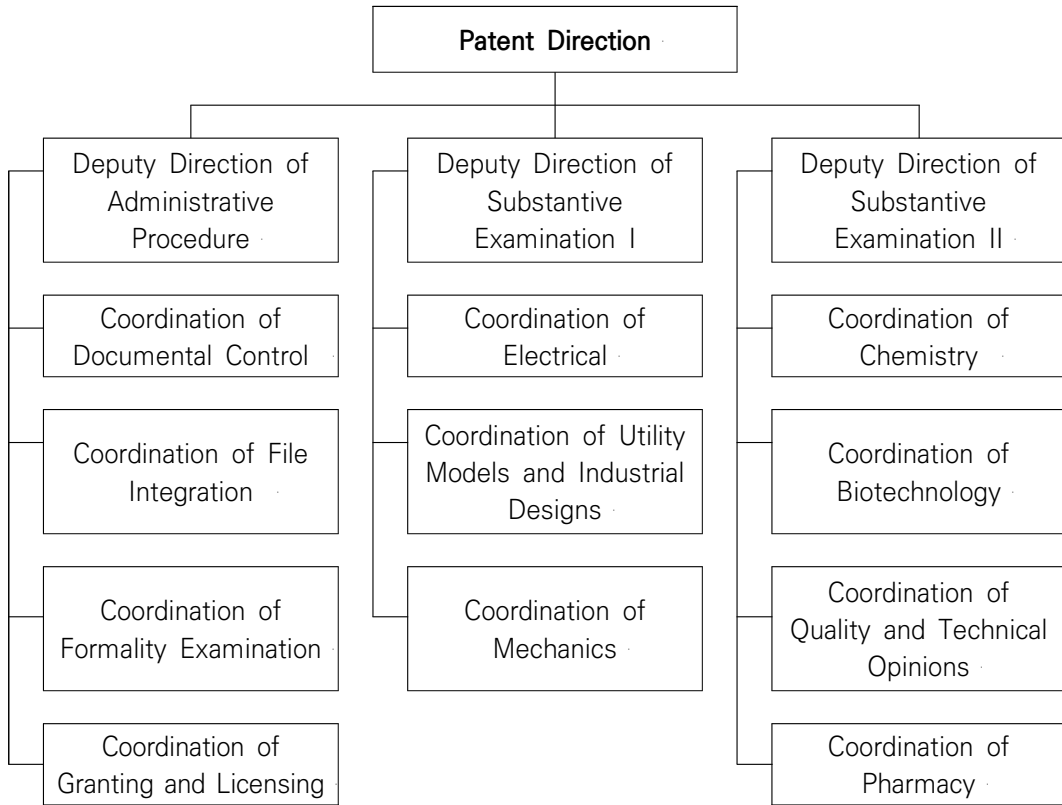 Patent Direction
Deputy Direction of
Administrative
Procedure
Coordination of
Documental Control
Coordination of File
Integration
Coordination of
Formality Examination
Coordination of
Granting and Licensing
Deputy Direction of
Substantive
Examination I
Coordination of
Electrical
Coordination of Utility
Models and Industrial
Designs
Coordination of
Mechanics
Deputy Direction of
Substantive
Examination II
Coordination of
Chemistry
Coordination of
Biotechnology
Coordination of
Quality and Technical
Opinions
Coordination of
Pharmacy